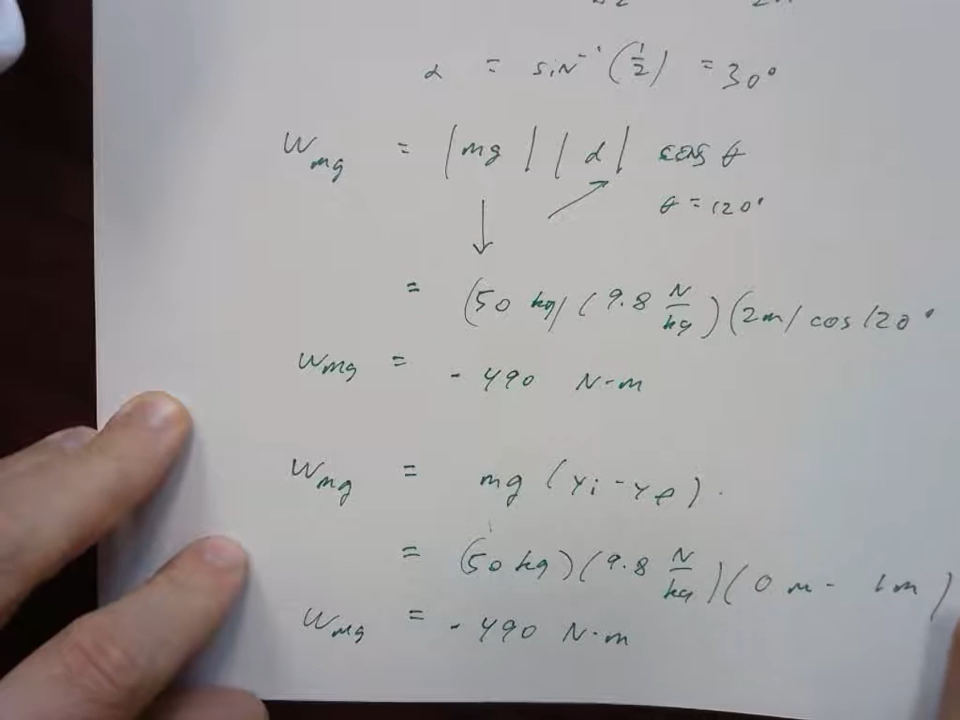 α = sin⁻¹(1/2) = 30°
W_mg = |mg| |d| cos θ
θ = 120°
= (50 kg)(9.8 N/kg)(2m) cos 120°
W_mg = - 490 N-m
W_mg = mg (y_i - y_f).
= (50 kg)(9.8 N/kg)(0 m - 1m)
W_mg = - 490 N·m